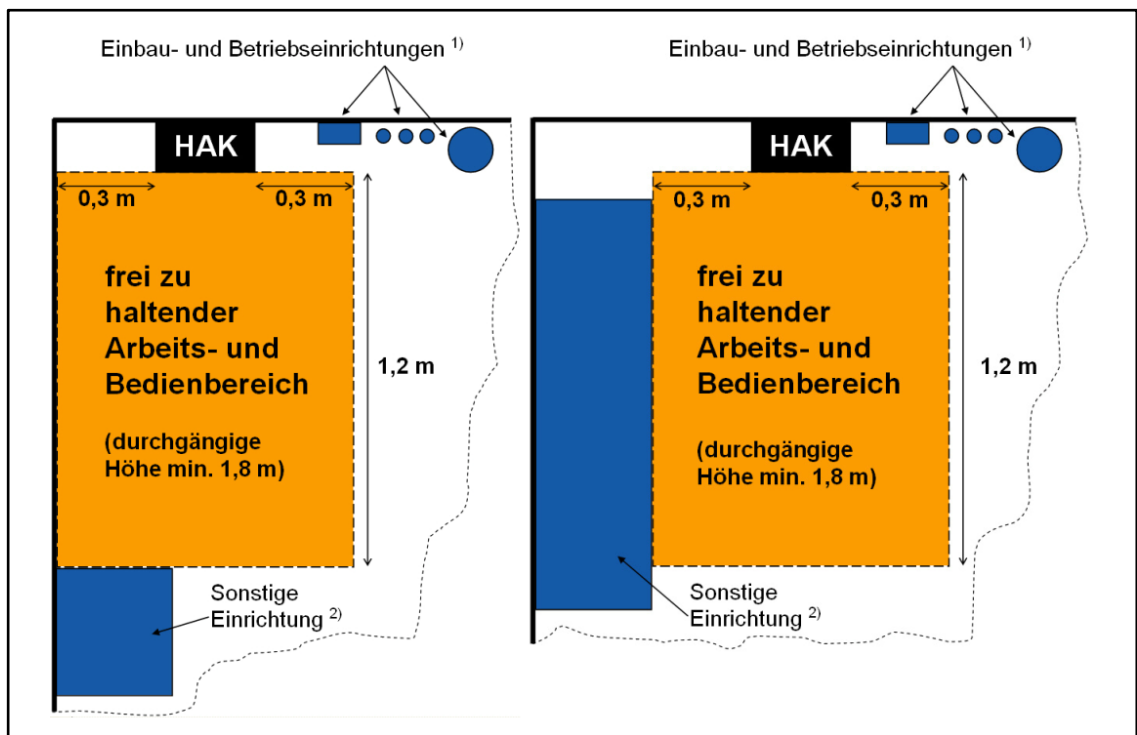 Einbau- und Betriebseinrichtungen 1)
HAK
0,3 m
0,3 m
frei zu
haltender
Arbeits- und
Bedienbereich
(durchgängige
Höhe min. 1,8 m)
1,2 m
Sonstige
Einrichtung 2)
Einbau- und Betriebseinrichtungen 1)
HAK
0,3 m
0,3 m
frei zu
haltender
Arbeits- und
Bedienbereich
(durchgängige
Höhe min. 1,8 m)
1,2 m
Sonstige
Einrichtung 2)